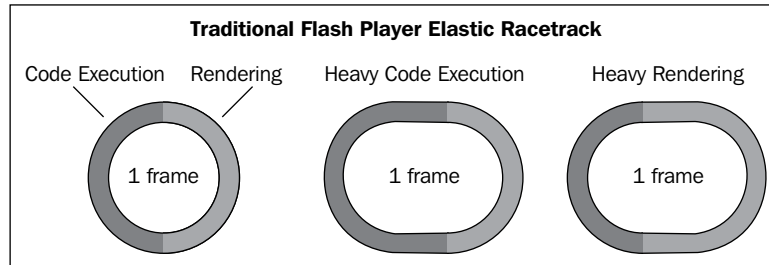 Traditional Flash Player Elastic Racetrack
Code Execution
Rendering
Heavy Code Execution
Heavy Rendering
1 frame
1 frame
1 frame